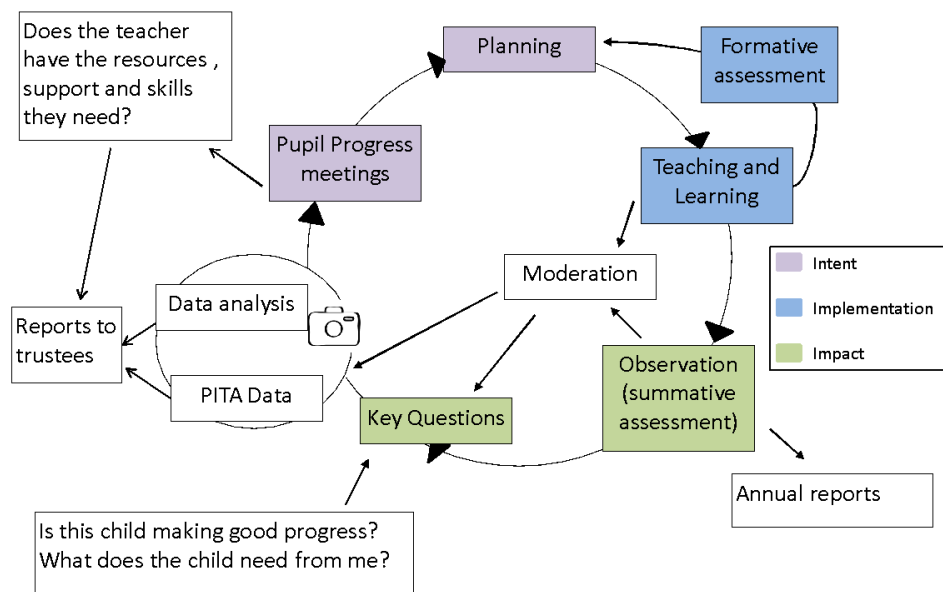 Does the teacher
have the resources ,
support and skills
they need?
Planning
Formative
assessment
Pupil Progress
meetings
Teaching and
Learning
Moderation
Intent
Implementation
Impact
Data analysis
Reports to
trustees
PITA Data
Key Questions
Observation
(summative
assessment)
Annual reports
Is this child making good progress?
What does the child need from me?